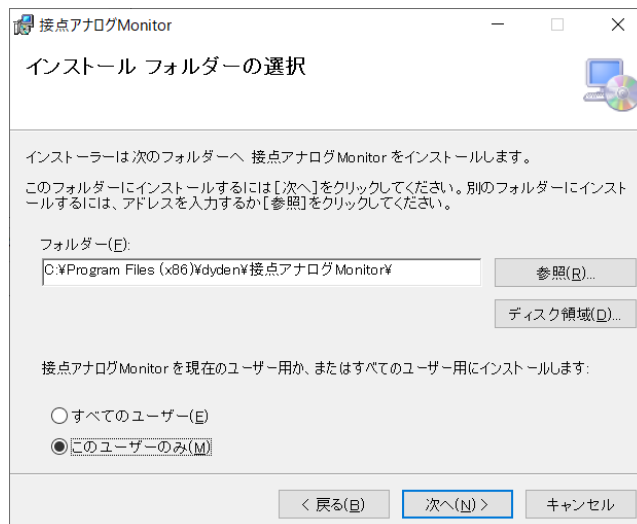 接点アナログMonitor
インストール フォルダーの選択
インストーラーは次のフォルダーへ 接点アナログMonitor をインストールします。
このフォルダーにインストールするには[次へ]をクリックしてください。別のフォルダーにインスト
ールするには、アドレスを入力するか[参照]をクリックしてください。
フォルダー(F):
C:¥Program Files (x86)¥dyden¥接点アナログMonitor¥
参照(R)...
ディスク領域(D)...
接点アナログMonitor を現在のユーザー用か、またはすべてのユーザー用にインストールします:
すべてのユーザー(E)
このユーザーのみ(M)
< 戻る(B)
次へ(N) >
キャンセル